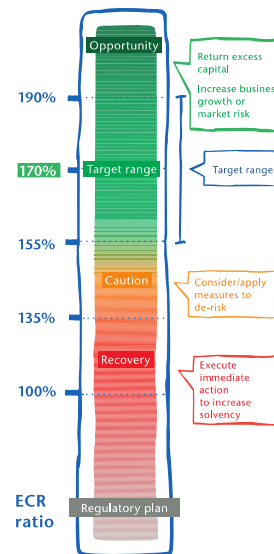 Opportunity
Return excess
capital
Increase busines
growth or
market risk
190%
170%
Target range
Target range
155%
Caution
Consider/apply
measures to
de-risk
135%
Recovery
Execute
immediate
action
to increase
solvency
100%
ECR
ratio
Regulatory plan